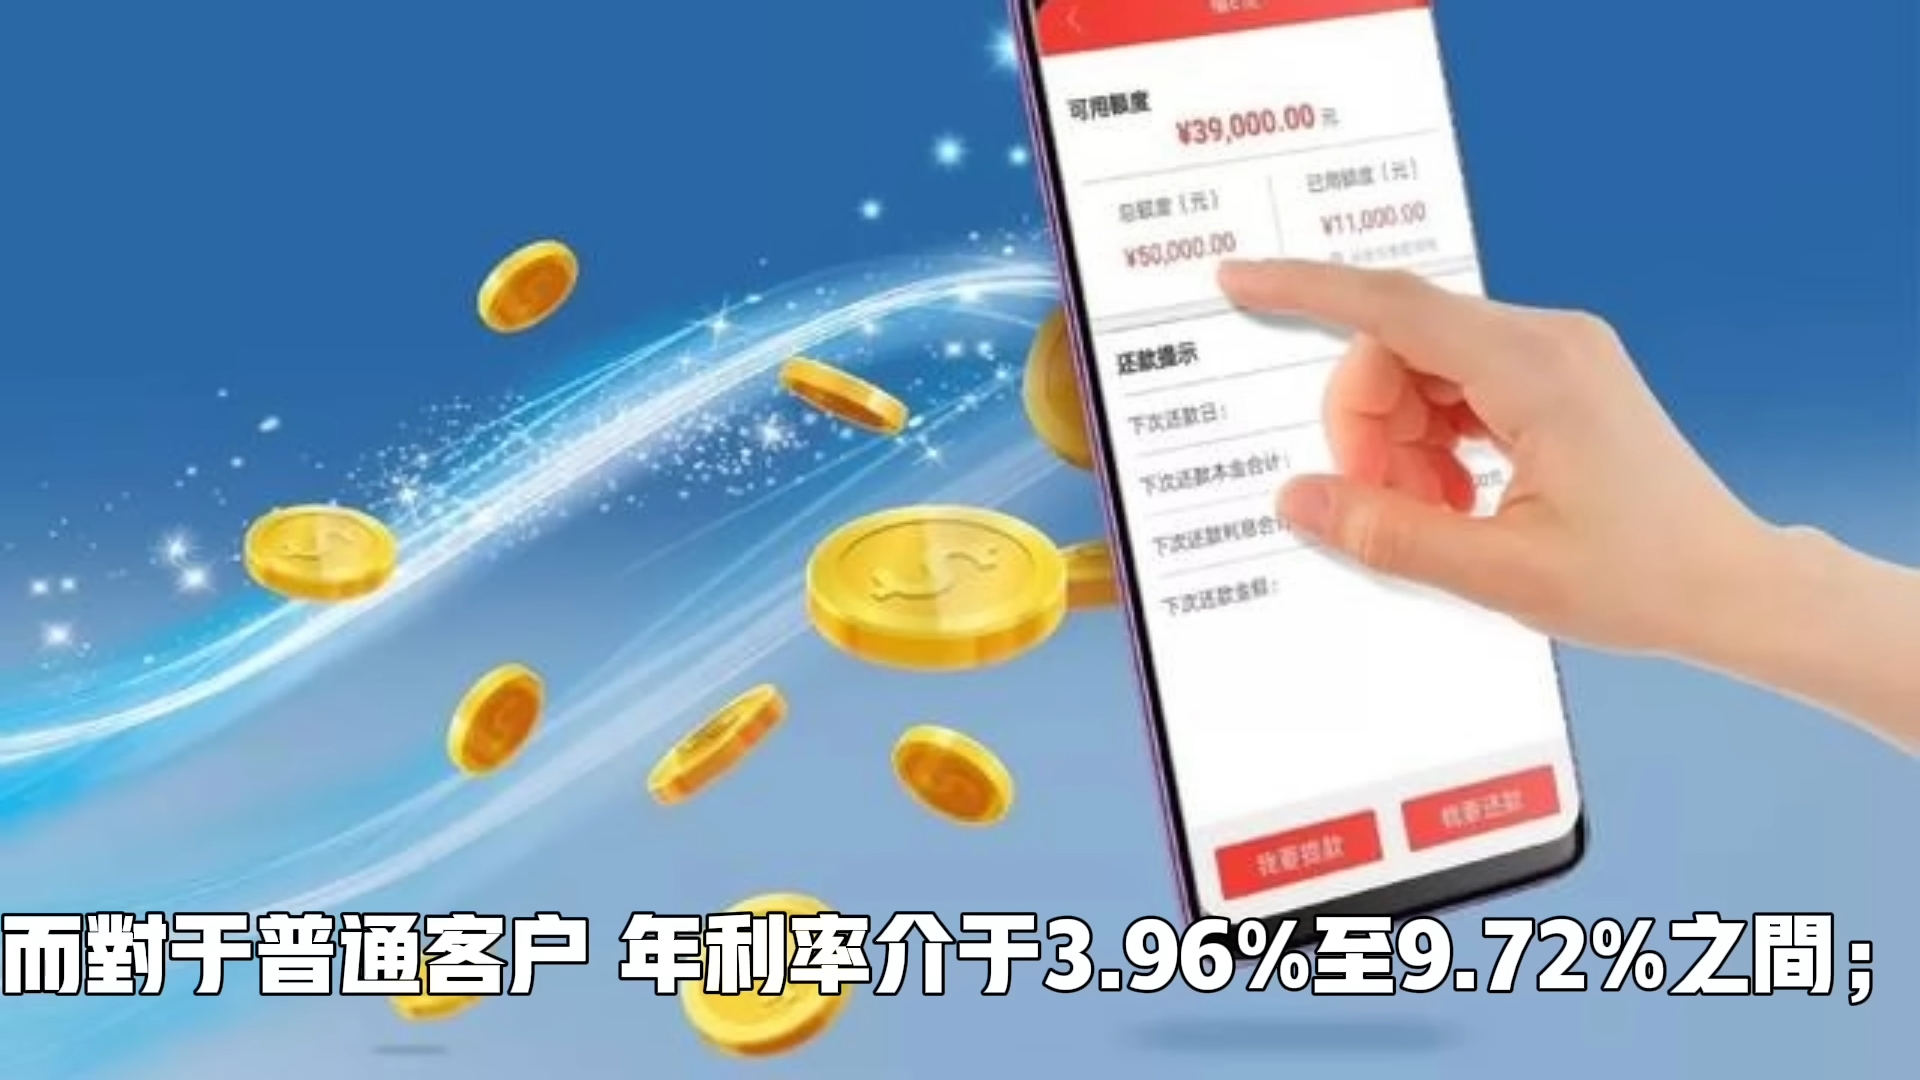 可用额度
¥39,000.00 元
总额度（元）
已用额度（元）
¥50,000.00
¥11,000.00
还款提示
下次还款日：
下次还款本金合计：
下次还款利息合计
下次还款金额：
我要提款
我要还款
而對于普通客户 年利率介于3.96%至9.72%之間；